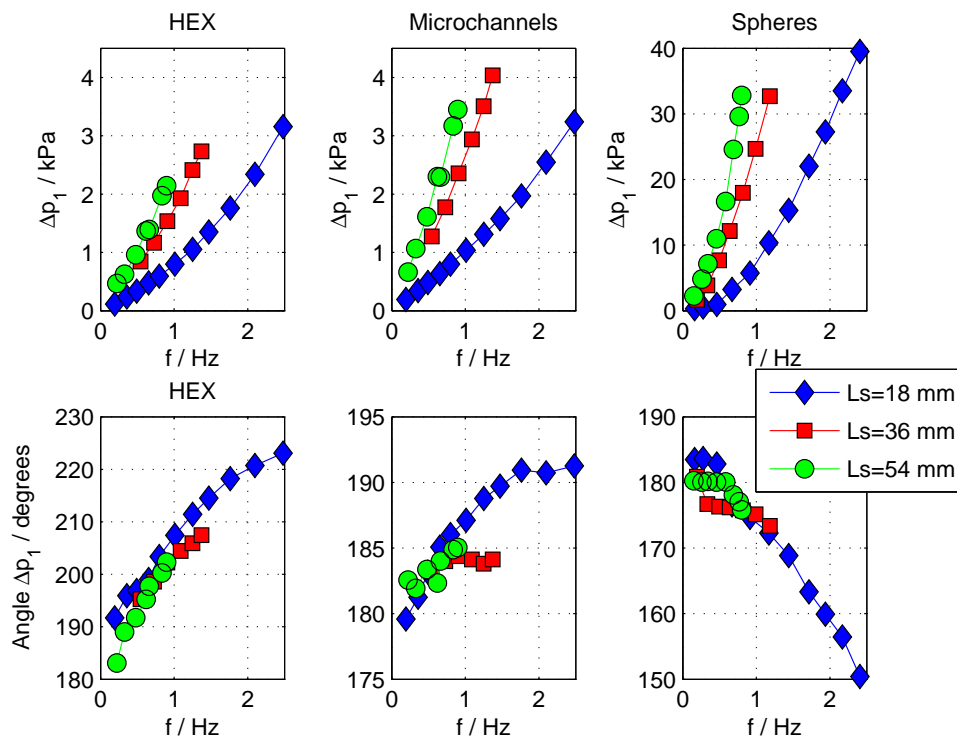 HEX
Microchannels
Spheres
Δp1 / kPa
4
3
2
1
0
0 1 2
f / Hz
Δp1 / kPa
4
3
2
1
0
0 1 2
f / Hz
Δp1 / kPa
40
30
20
10
0
0 1 2
f / Hz
HEX
Angle Δp1 / degrees
230
220
210
200
190
180
0 1 2
f / Hz
195
190
185
180
175
0 1 2
f / Hz
190
180
170
160
150
0 1 2
f / Hz
Ls=18 mm
Ls=36 mm
Ls=54 mm